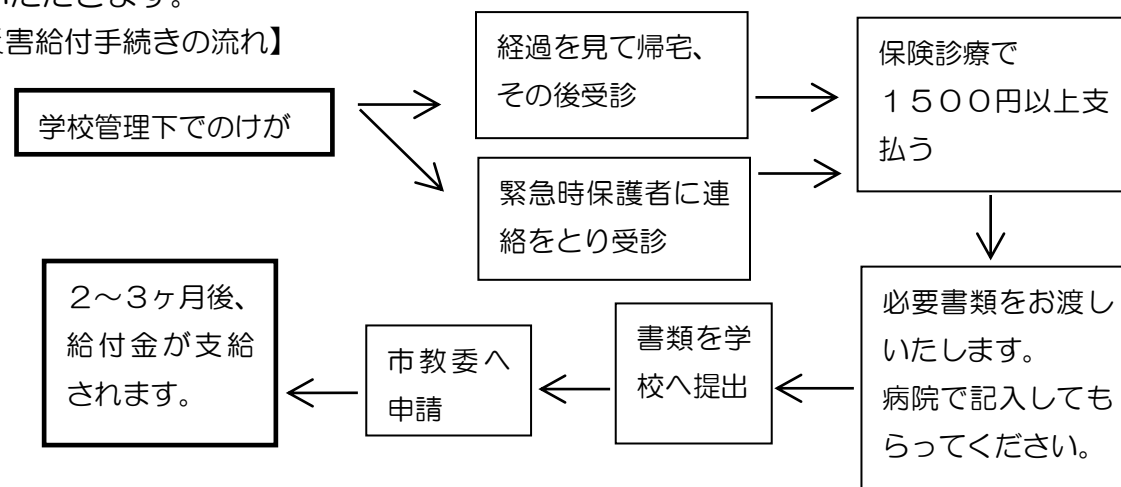 いただきます。
災害給付手続きの流れ】
学校管理下でのけが
経過を見て帰宅、
その後受診
緊急時保護者に連
絡をとり受診
保険診療で
１５００円以上支
払う
必要書類をお渡し
いたします。
病院で記入しても
らってください。
書類を学
校へ提出
市教委へ
申請
２～３ヶ月後、
給付金が支給
されます。